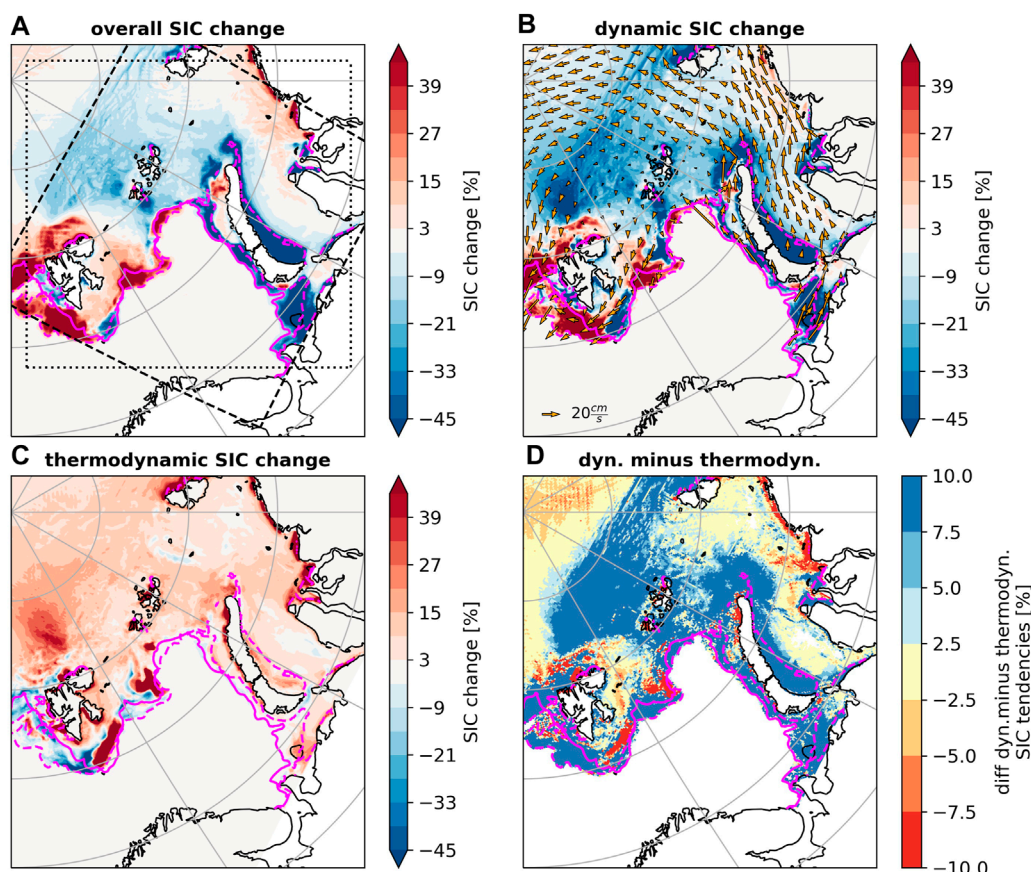 A
overall SIC change
39
27
15
3
−9
−21
−33
−45
SIC change [%]
B
dynamic SIC change
20 cm/s
39
27
15
3
−9
−21
−33
−45
SIC change [%]
C
thermodynamic SIC change
39
27
15
3
−9
−21
−33
−45
SIC change [%]
D
dyn. minus thermodyn.
10.0
7.5
5.0
2.5
−2.5
−5.0
−7.5
−10.0
diff dyn.minus thermodyn.
SIC tendencies [%]